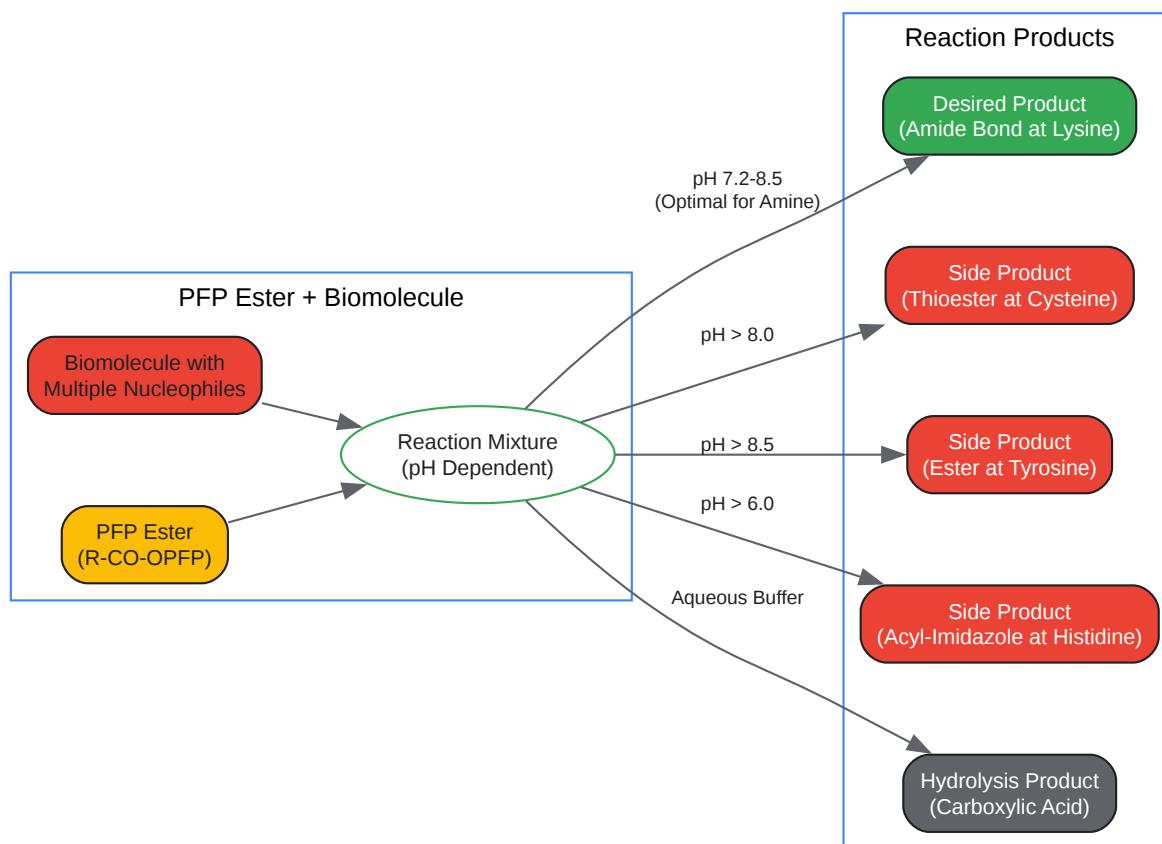 PFP Ester + Biomolecule
Biomolecule with
Multiple Nucleophiles
PFP Ester
(R-CO-OPFP)
Reaction Mixture
(pH Dependent)
pH 7.2-8.5
(Optimal for Amine)
pH > 8.0
pH > 8.5
pH > 6.0
Aqueous Buffer
Reaction Products
Desired Product
(Amide Bond at Lysine)
Side Product
(Thioester at Cysteine)
Side Product
(Ester at Tyrosine)
Side Product
(Acyl-Imidazole at Histidine)
Hydrolysis Product
(Carboxylic Acid)